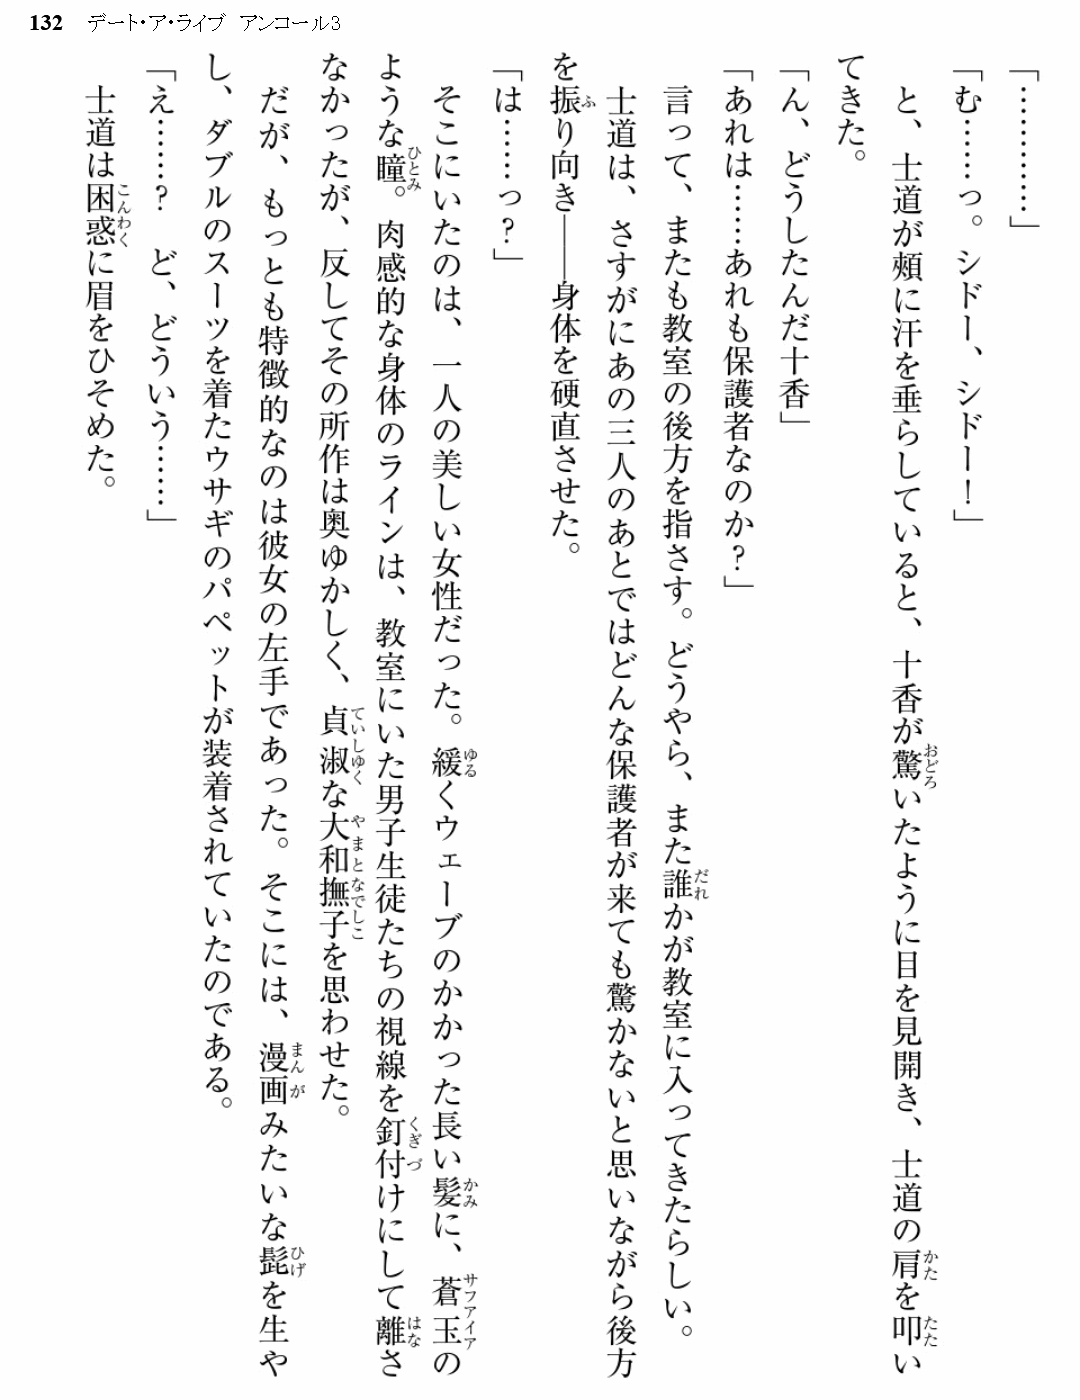 132 デート・ア・ライブ アンコール3
「…………」
「む……っ。シドー、シドー！」
と、士道が頰に汗を垂らしていると、十香が驚いたように目を見開き、士道の肩を叩い
てきた。
「ん、どうしたんだ十香」
「あれは……あれも保護者なのか？」
言って、またも教室の後方を指さす。どうやら、また誰かが教室に入ってきたらしい。
士道は、さすがにあの三人のあとではどんな保護者が来ても驚かないと思いながら後方
を振り向き――身体を硬直させた。
「は……っ？」
そこにいたのは、一人の美しい女性だった。緩くウェーブのかかった長い髪に、蒼玉の
ような瞳。肉感的な身体のラインは、教室にいた男子生徒たちの視線を釘付けにして離さ
なかったが、反してその所作は奥ゆかしく、貞淑な大和撫子を思わせた。
だが、もっとも特徴的なのは彼女の左手であった。そこには、漫画みたいな髭を生や
し、ダブルのスーツを着たウサギのパペットが装着されていたのである。
「え……？　ど、どういう……」
士道は困惑に眉をひそめた。